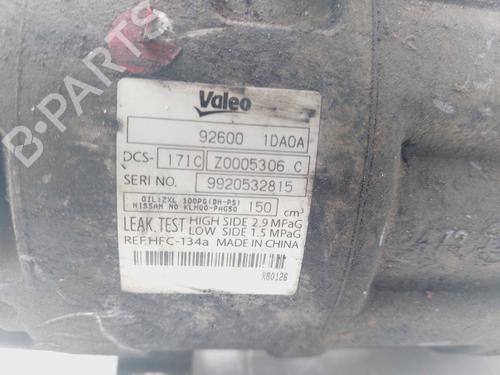 Valeo
92600 1DA0A
DCS- 171C Z0005306 C
SERI NO. 9920532815
OIL:ZXL 100PG(DH-PS)
NISSAN NO KLH00-PAGS0 150 cm³
LEAK.TEST HIGH SIDE 2.9 MPaG
LOW SIDE 1.5 MPaG
REF.HFC-134a MADE IN CHINA
X80126
B-PARTS